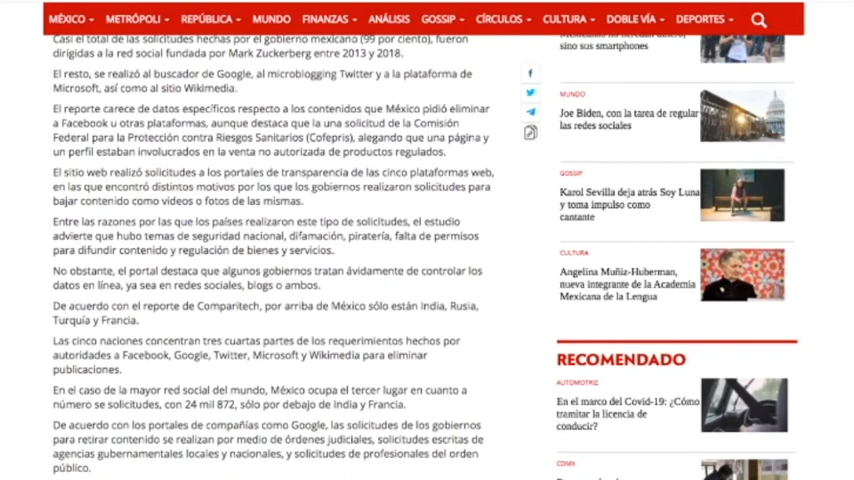 MÉXICO METRÓPOLI REPÚBLICA MUNDO FINANZAS ANÁLISIS GOSSIP CÍRCULOS CULTURA DOBLE VÍA DEPORTES
Casi el total de las solicitudes hechas por el gobierno mexicano (99 por ciento), fueron
dirigidas a la red social fundada por Mark Zuckerberg entre 2013 y 2018.
El resto, se realizó al buscador de Google, al microblogging Twitter y a la plataforma de
Microsoft, así como al sitio Wikimedia.
El reporte carece de datos específicos respecto a los contenidos que México pidió eliminar
a Facebook u otras plataformas, aunque destaca que la una solicitud de la Comisión
Federal para la Protección contra Riesgos Sanitarios (Cofepris), alegando que una página y
un perfil estaban involucrados en la venta no autorizada de productos regulados.
El sitio web realizó solicitudes a los portales de transparencia de las cinco plataformas web,
en las que encontró distintos motivos por los que los gobiernos realizaron solicitudes para
bajar contenido como videos o fotos de las mismas.
Entre las razones por las que los países realizaron este tipo de solicitudes, el estudio
advierte que hubo temas de seguridad nacional, difamación, piratería, falta de permisos
para difundir contenido y regulación de bienes y servicios.
No obstante, el portal destaca que algunos gobiernos tratan ávidamente de controlar los
datos en línea, ya sea en redes sociales, blogs o ambos.
De acuerdo con el reporte de Comparitech, por arriba de México sólo están India, Rusia,
Turquía y Francia.
Las cinco naciones concentran tres cuartas partes de los requerimientos hechos por
autoridades a Facebook, Google, Twitter, Microsoft y Wikimedia para eliminar
publicaciones.
En el caso de la mayor red social del mundo, México ocupa el tercer lugar en cuanto a
número se solicitudes, con 24 mil 872, sólo por debajo de India y Francia.
De acuerdo con los portales de compañías como Google, las solicitudes de los gobiernos
para retirar contenido se realizan por medio de órdenes judiciales, solicitudes escritas de
agencias gubernamentales locales y nacionales, y solicitudes de profesionales del orden
público.
Mexicanos no heredan dinero,
sino sus smartphones
MUNDO
Joe Biden, con la tarea de regular
las redes sociales
GOSSIP
Karol Sevilla deja atrás Soy Luna
y toma impulso como
cantante
CULTURA
Angelina Muñiz-Huberman,
nueva integrante de la Academia
Mexicana de la Lengua
RECOMENDADO
AUTOMOTRIZ
En el marco del Covid-19: ¿Cómo
tramitar la licencia de
conducir?
CDMX